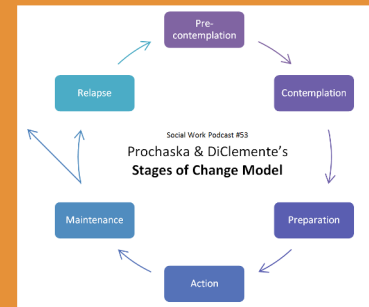 Pre-
contemplation
Relapse
Contemplation
Social Work Podcast #53
Prochaska & DiClemente's
Stages of Change Model
Maintenance
Preparation
Action